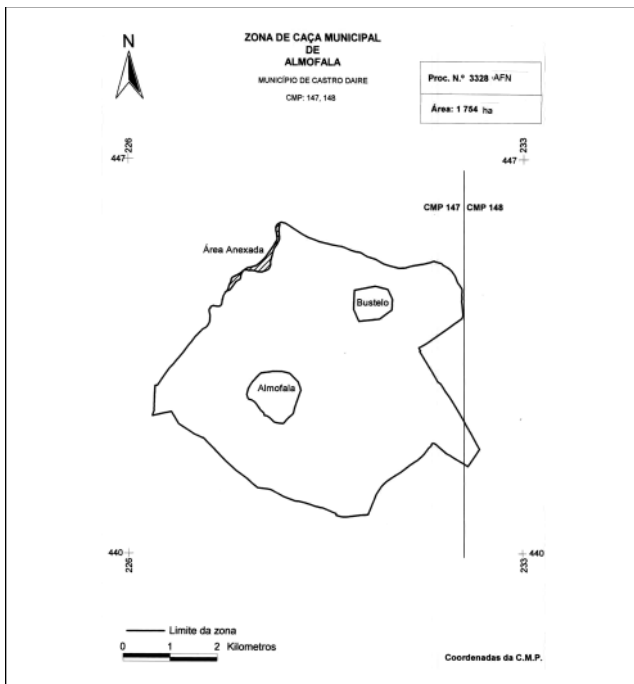 N
ZONA DE CAÇA MUNICIPAL
DE
ALMOFALA
MUNICÍPIO DE CASTRO DAIRE
CMP: 147, 148
Proc. N.º 3328 -AFN
Área: 1 754 ha
226
447
233
447
CMP 147
CMP 148
Área Anexada
Bustelo
Almofala
440
226
233
440
Limite da zona
0 1 2 Kilometros
Coordenadas da C.M.P.